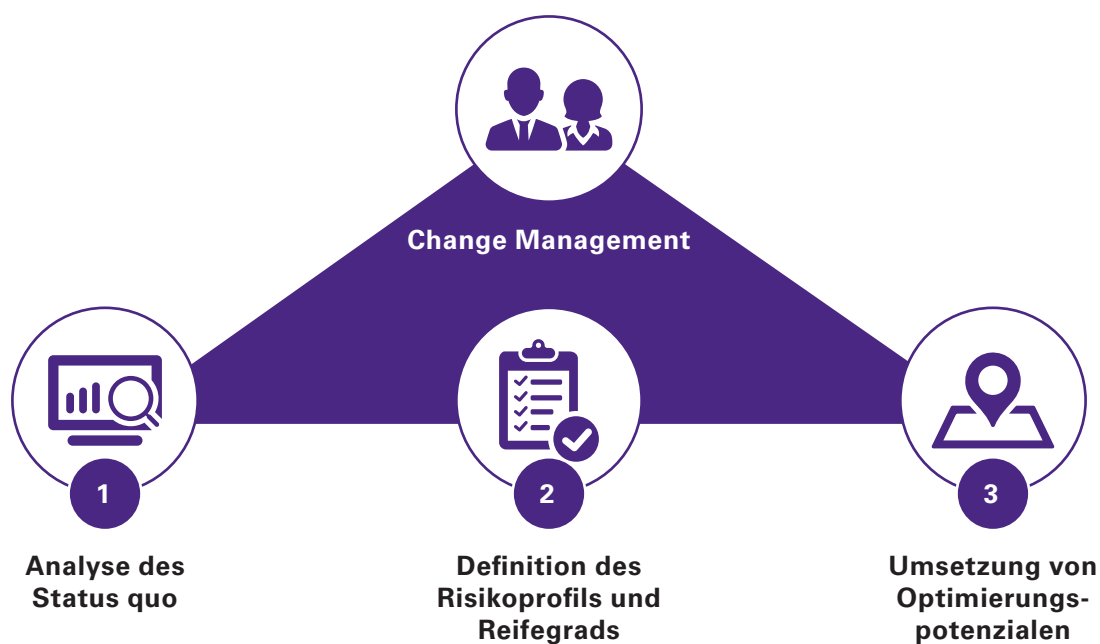 Change Management
1
Analyse des
Status quo
2
Definition des
Risikoprofils und
Reifegrads
3
Umsetzung von
Optimierungs-
potenzialen